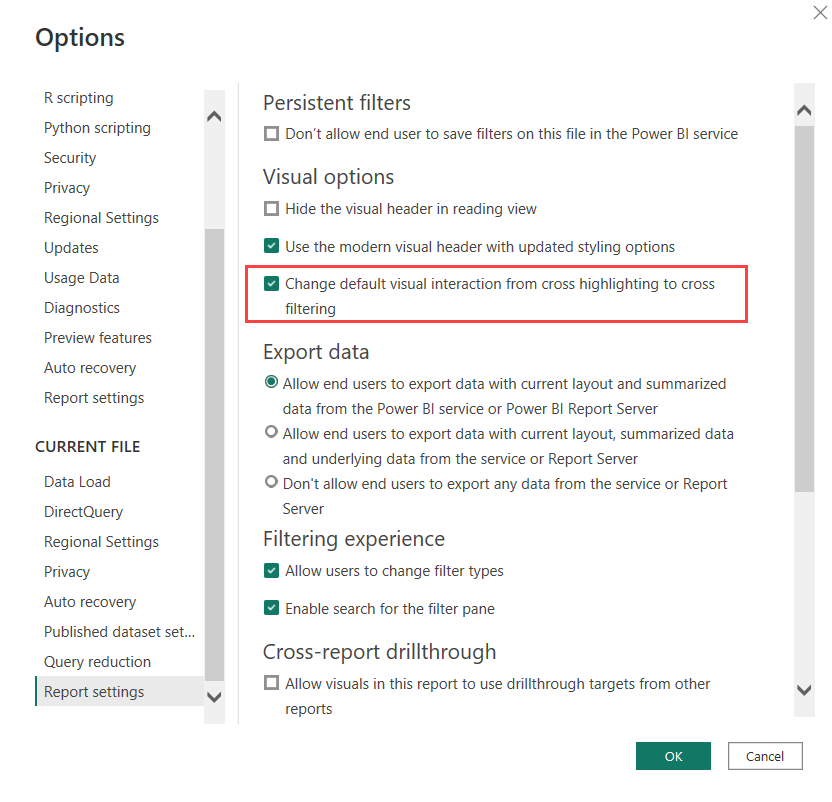 Options
R scripting
Python scripting
Security
Privacy
Regional Settings
Updates
Usage Data
Diagnostics
Preview features
Auto recovery
Report settings
CURRENT FILE
Data Load
DirectQuery
Regional Settings
Privacy
Auto recovery
Published dataset set...
Query reduction
Report settings
Persistent filters
Don’t allow end user to save filters on this file in the Power BI service
Visual options
Hide the visual header in reading view
Use the modern visual header with updated styling options
Change default visual interaction from cross highlighting to cross
filtering
Export data
Allow end users to export data with current layout and summarized
data from the Power BI service or Power BI Report Server
Allow end users to export data with current layout, summarized data
and underlying data from the service or Report Server
Don't allow end users to export any data from the service or Report
Server
Filtering experience
Allow users to change filter types
Enable search for the filter pane
Cross-report drillthrough
Allow visuals in this report to use drillthrough targets from other
reports
OK
Cancel